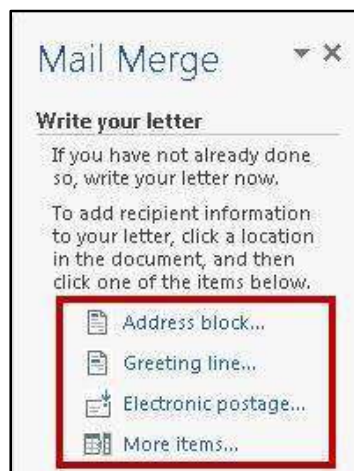 Mail Merge
Write your letter
If you have not already done
so, write your letter now.
To add recipient information
to your letter, click a location
in the document, and then
click one of the items below.
Address block...
Greeting line...
Electronic postage...
More items...